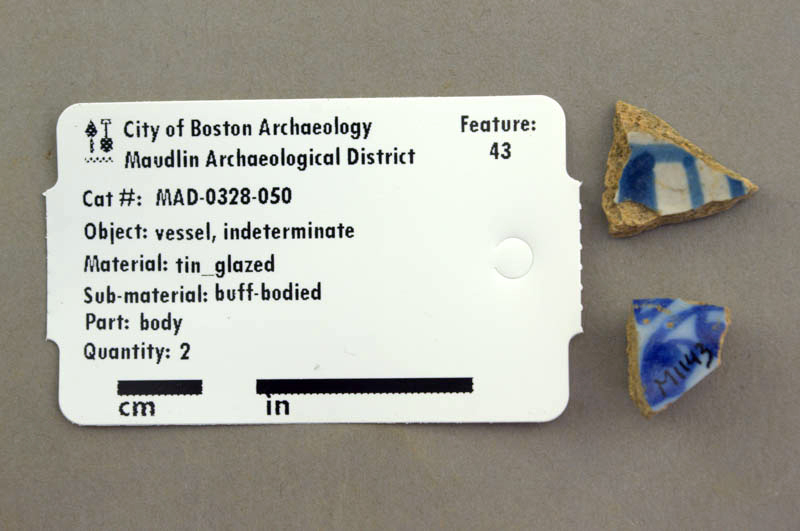 City of Boston Archaeology
Maudlin Archaeological District
Feature:
43
Cat #: MAD-0328-050
Object: vessel, indeterminate
Material: tin_glazed
Sub-material: buff-bodied
Part: body
Quantity: 2
cm in
M1143